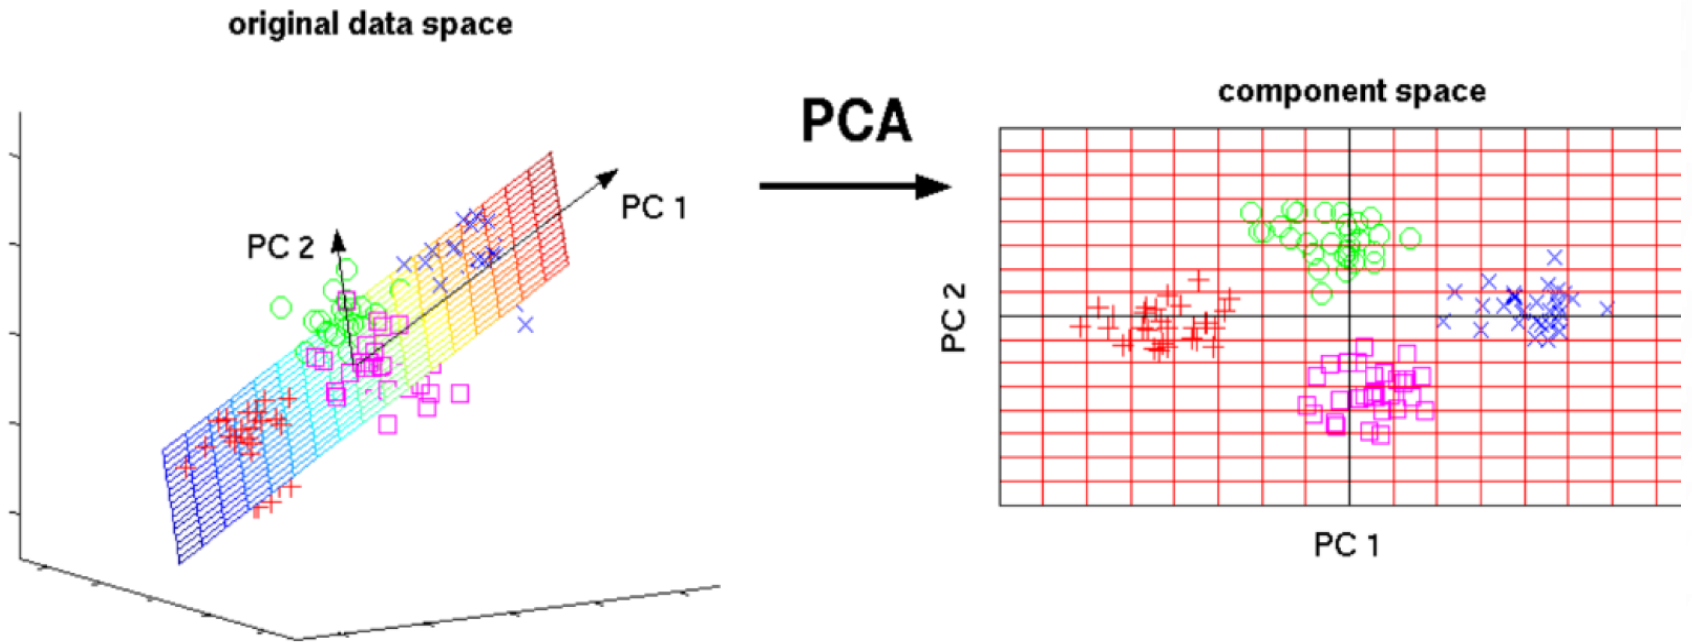 original data space
PC 1
PC 2
PCA
component space
PC 2
PC 1